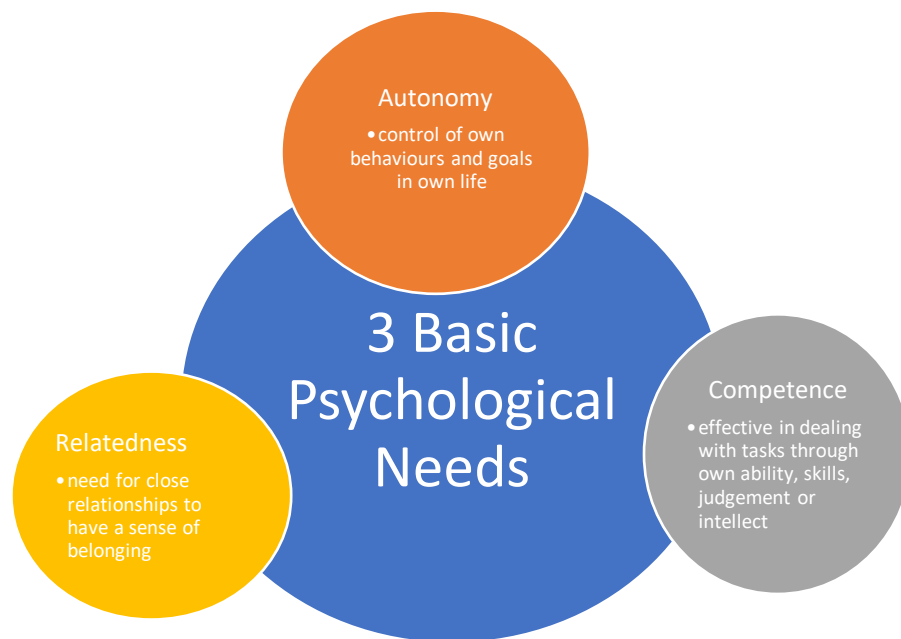 Autonomy
•control of own
behaviours and goals
in own life
3 Basic
Psychological
Needs
Competence
•effective in dealing
with tasks through
own ability, skills,
judgement or
intellect
Relatedness
•need for close
relationships to
have a sense of
belonging